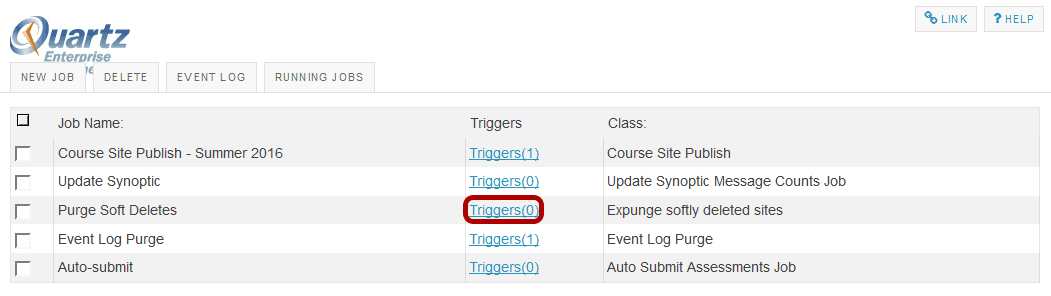 LINK
? HELP
Quartz
Enterprise
NEW JOB DELETE EVENT LOG RUNNING JOBS
Job Name: Triggers Class:
Course Site Publish - Summer 2016 Triggers(1) Course Site Publish
Update Synoptic Triggers(0) Update Synoptic Message Counts Job
Purge Soft Deletes Triggers(0) Expunge softly deleted sites
Event Log Purge Triggers(1) Event Log Purge
Auto-submit Triggers(0) Auto Submit Assessments Job